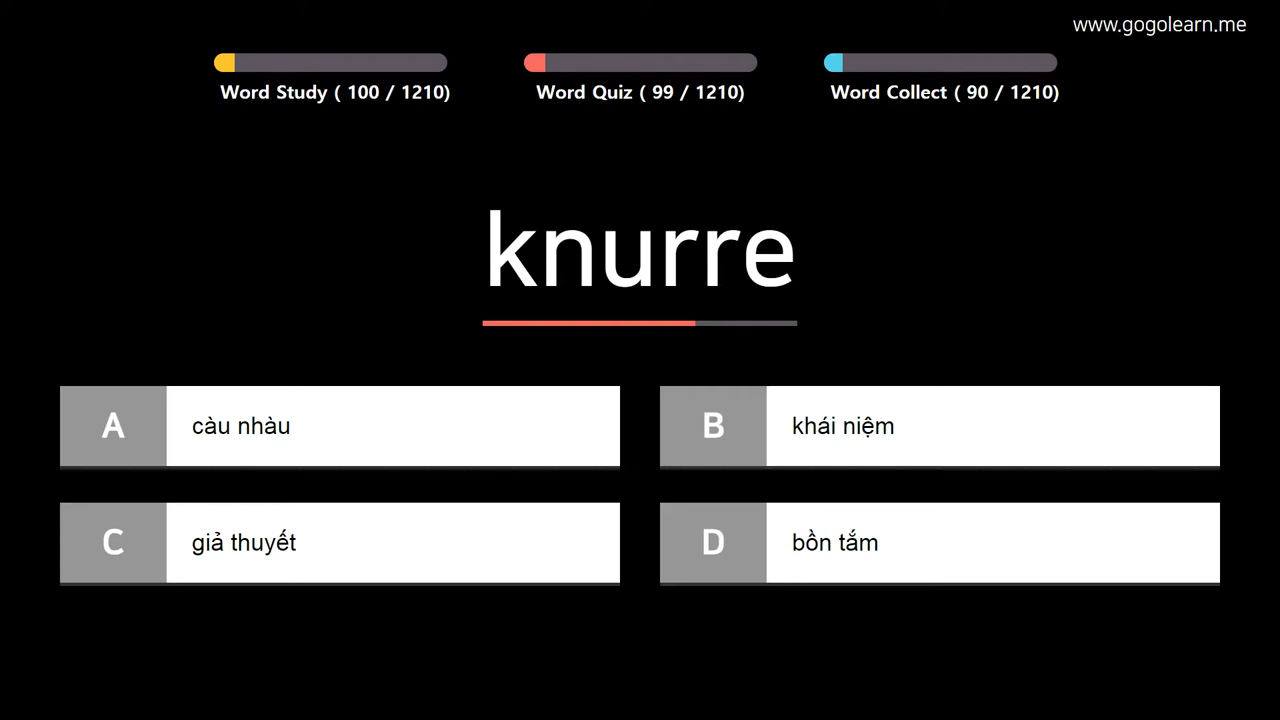 www.gogolearn.me
Word Study ( 100 / 1210)
Word Quiz ( 99 / 1210)
Word Collect ( 90 / 1210)
knurre
A càu nhàu
B khái niệm
C giả thuyết
D bồn tắm